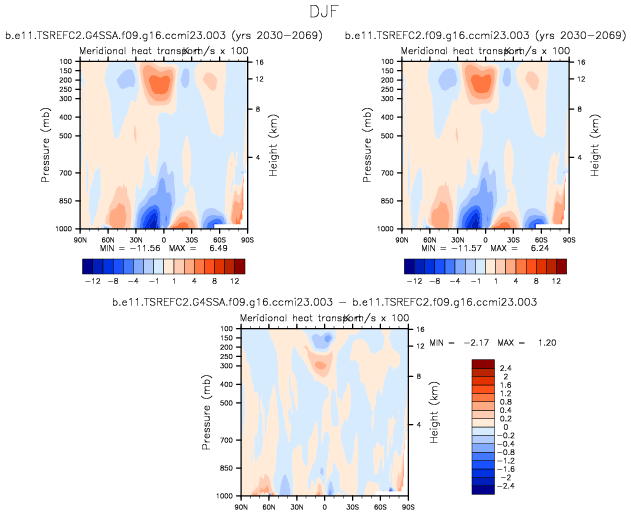 DJF
b.e11.TSREFC2.G4SSA.f09.g16.ccmi23.003 (yrs 2030-2069)
Meridional heat transport K m/s x 100
100 150 200 250 300 400 500 700 850 1000
Pressure (mb)
16 12 8 4
Height (km)
90N 60N 30N 0 30S 60S 90S
MIN = -11.56 MAX = 6.49
-12 -8 -4 -2 -1 1 4 8 12
b.e11.TSREFC2.f09.g16.ccmi23.003 (yrs 2030-2069)
Meridional heat transport K m/s x 100
100 150 200 250 300 400 500 700 850 1000
Pressure (mb)
16 12 8 4
Height (km)
90N 60N 30N 0 30S 60S 90S
MIN = -11.57 MAX = 6.24
-12 -8 -4 -2 -1 1 4 8 12
b.e11.TSREFC2.G4SSA.f09.g16.ccmi23.003 - b.e11.TSREFC2.f09.g16.ccmi23.003
Meridional heat transport K m/s x 100
100 150 200 250 300 400 500 700 850 1000
Pressure (mb)
16 12 8 4
Height (km)
90N 60N 30N 0 30S 60S 90S
MIN = -2.17 MAX = 1.20
2.4
2
1.6
1.2
0.8
0.4
0.2
0
-0.2
-0.4
-0.8
-1.2
-1.6
-2
-2.4